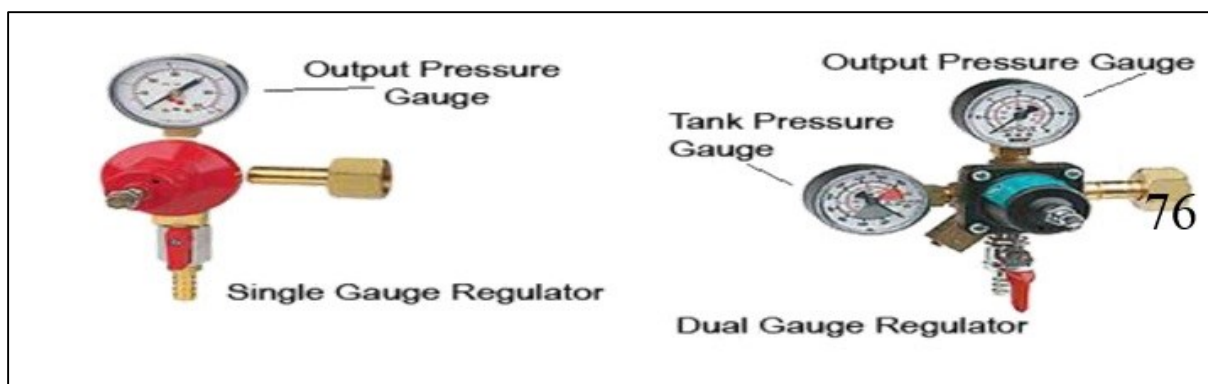 Output Pressure
Gauge
Single Gauge Regulator
Output Pressure Gauge
Tank Pressure
Gauge
76
Dual Gauge Regulator